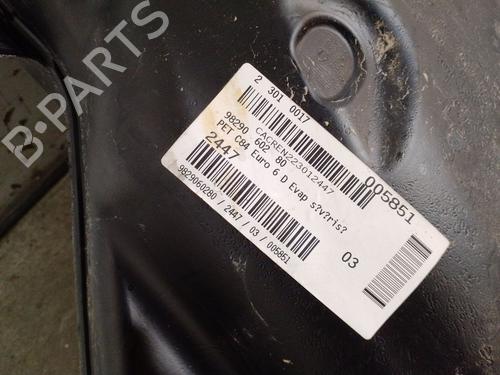 B-PARTS
2 301 0017
CACREN223012447
98290 602 80
PET C84 Euro 6 D Evap s?v?ris?
2447
9829060280 / 2447 / 03 / 005851
005851
03